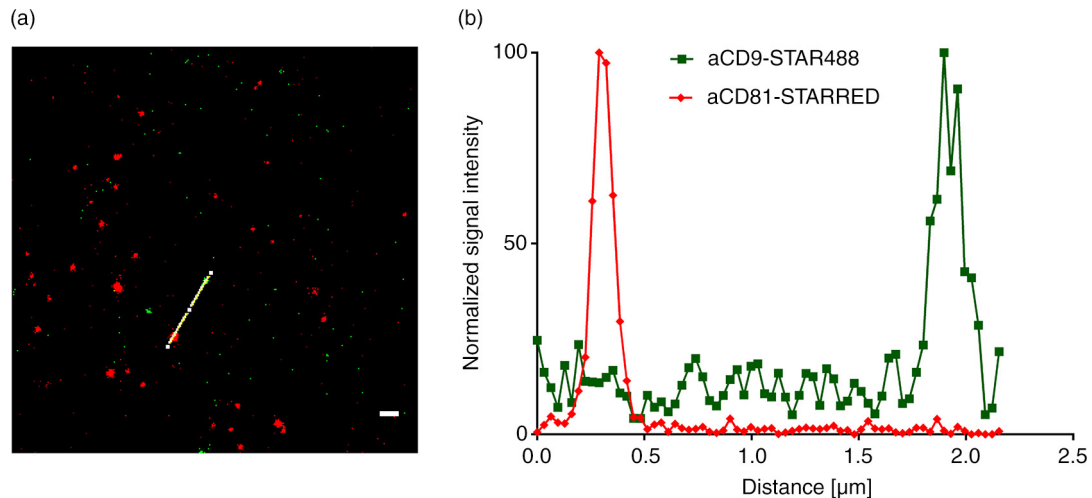 (a)
(b)
100
50
0
Normalized signal intensity
aCD9-STAR488
aCD81-STARRED
0.0 0.5 1.0 1.5 2.0 2.5
Distance [µm]